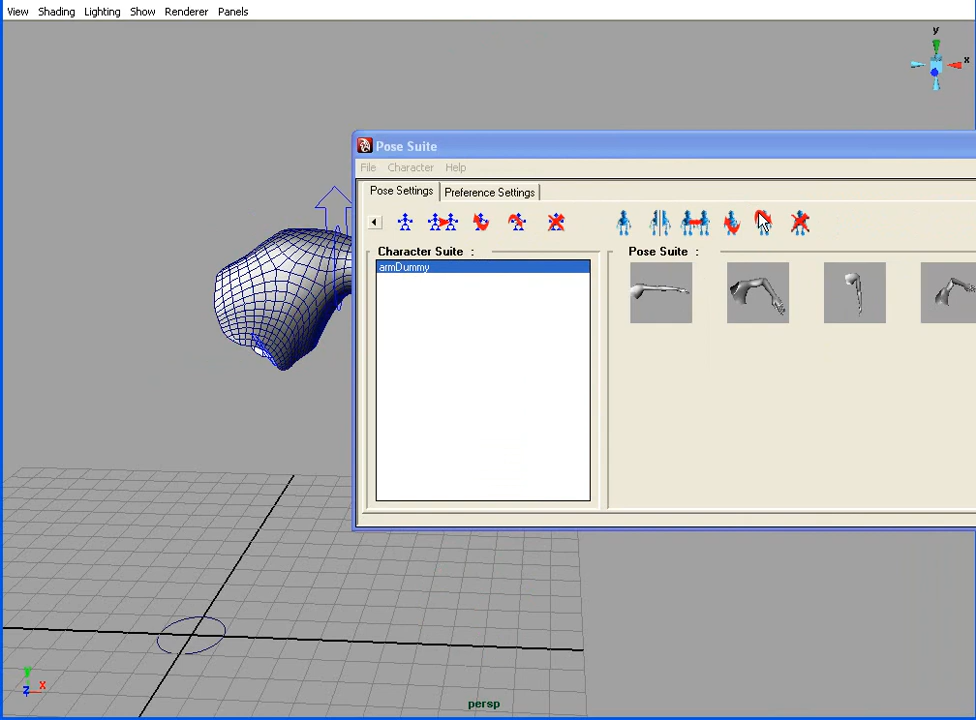 View Shading Lighting Show Renderer Panels
y
x
Pose Suite
File Character Help
Pose Settings Preference Settings
Character Suite : Pose Suite :
armDummy
Y
Z X
persp